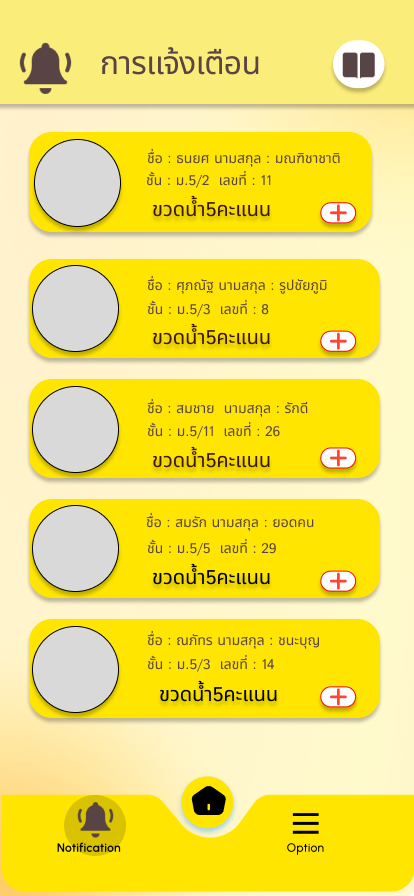 การแจ้งเตือน
ชื่อ : ธนยศ นามสกุล : มณฑิชาชาติ
ชั้น : ม.5/2 เลขที่ : 11
ขวดน้ำ5คะแนน
ชื่อ : ศุภณัฐ นามสกุล : รูปชัยภูมิ
ชั้น : ม.5/3 เลขที่ : 8
ขวดน้ำ5คะแนน
ชื่อ : สมชาย นามสกุล : รักดี
ชั้น : ม.5/11 เลขที่ : 26
ขวดน้ำ5คะแนน
ชื่อ : สมรัก นามสกุล : ยอดคน
ชั้น : ม.5/5 เลขที่ : 29
ขวดน้ำ5คะแนน
ชื่อ : ณภัทร นามสกุล : ชนะบุญ
ชั้น : ม.5/3 เลขที่ : 14
ขวดน้ำ5คะแนน
Notification
Option